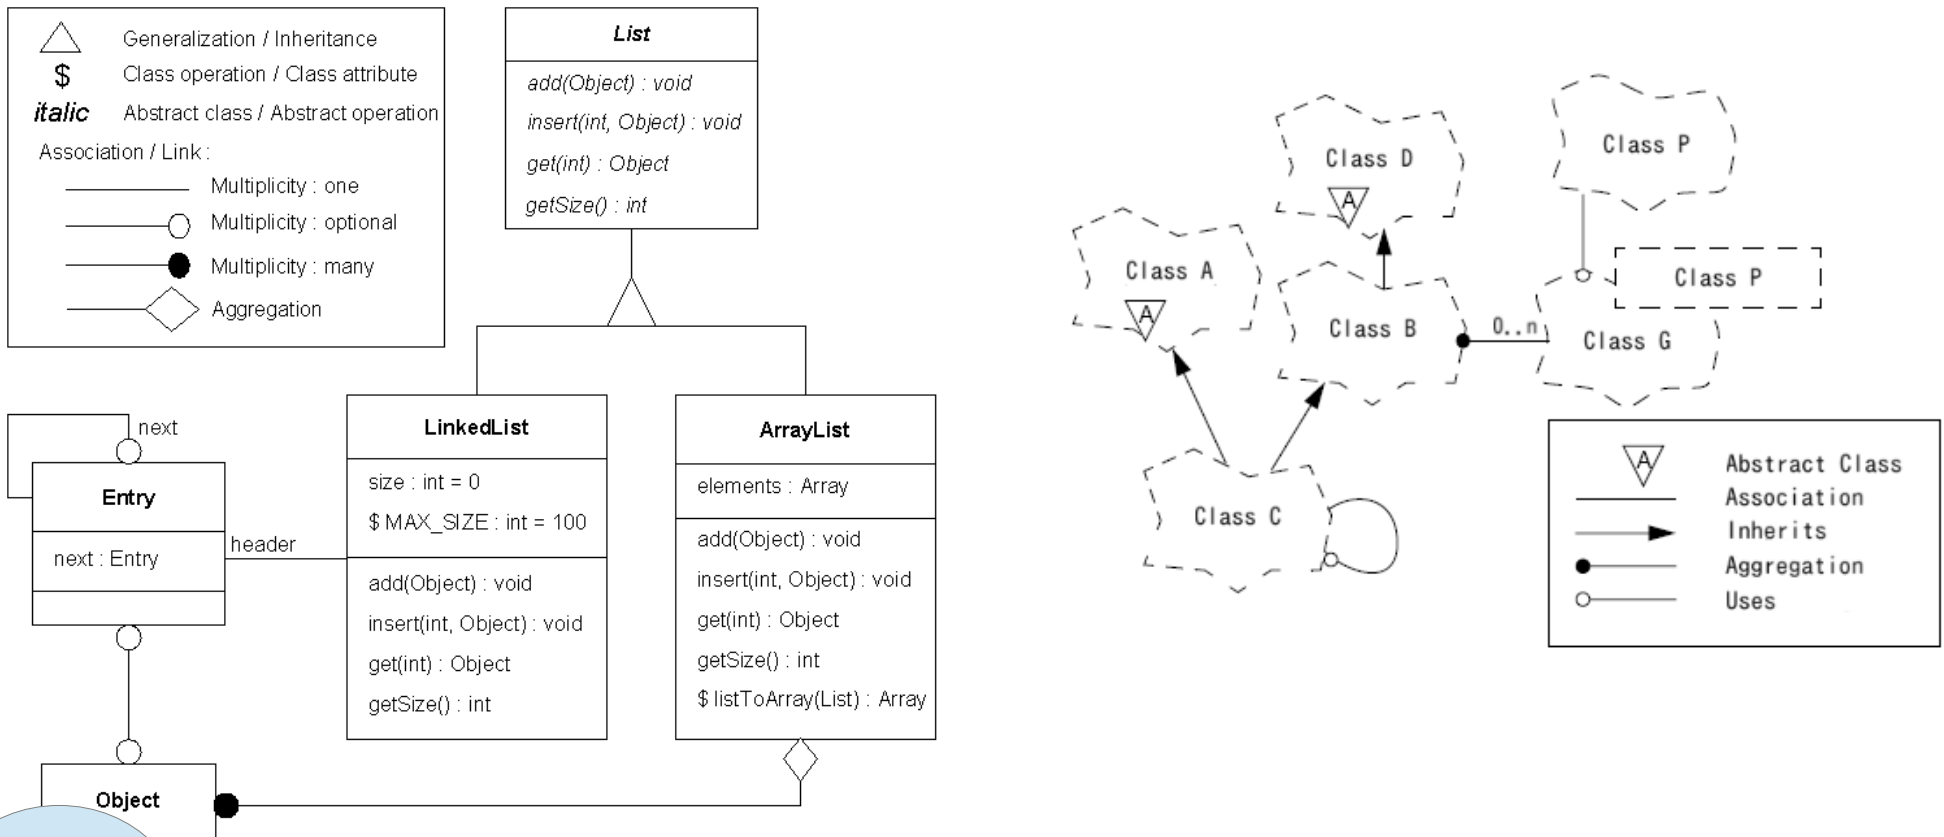 Generalization / Inheritance
$ Class operation / Class attribute
italic Abstract class / Abstract operation
Association / Link :
Multiplicity : one
Multiplicity : optional
Multiplicity : many
Aggregation
List
add(Object) : void
insert(int, Object) : void
get(int) : Object
getSize() : int
next
Entry
next : Entry
header
LinkedList
size : int = 0
$ MAX_SIZE : int = 100
add(Object) : void
insert(int, Object) : void
get(int) : Object
getSize() : int
ArrayList
elements : Array
add(Object) : void
insert(int, Object) : void
get(int) : Object
getSize() : int
$ listToArray(List) : Array
Object
Class D
A
Class P
Class A
A
Class P
Class B
0..n
Class G
Class C
A Abstract Class
Association
Inherits
Aggregation
Uses